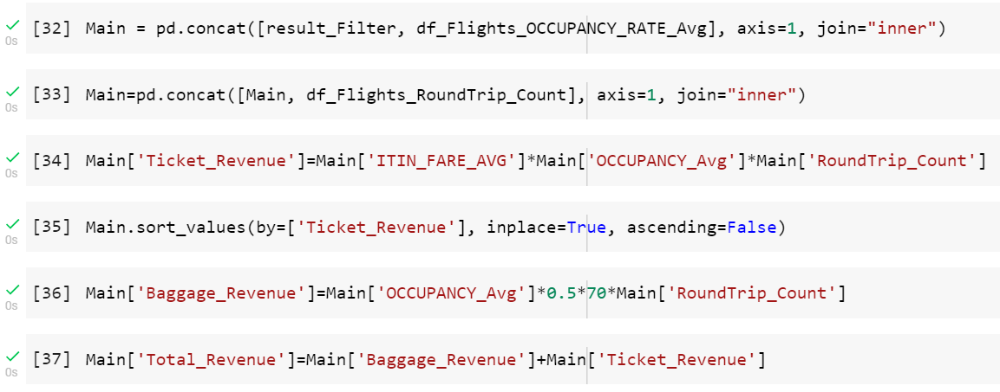 [32] Main = pd.concat([result_Filter, df_Flights_OCCUPANCY_RATE_Avg], axis=1, join="inner")
0s
[33] Main=pd.concat([Main, df_Flights_RoundTrip_Count], axis=1, join="inner")
0s
[34] Main['Ticket_Revenue']=Main['ITIN_FARE_AVG']*Main['OCCUPANCY_Avg']*Main['RoundTrip_Count']
0s
[35] Main.sort_values(by=['Ticket_Revenue'], inplace=True, ascending=False)
0s
[36] Main['Baggage_Revenue']=Main['OCCUPANCY_Avg']*0.5*70*Main['RoundTrip_Count']
0s
[37] Main['Total_Revenue']=Main['Baggage_Revenue']+Main['Ticket_Revenue']
0s